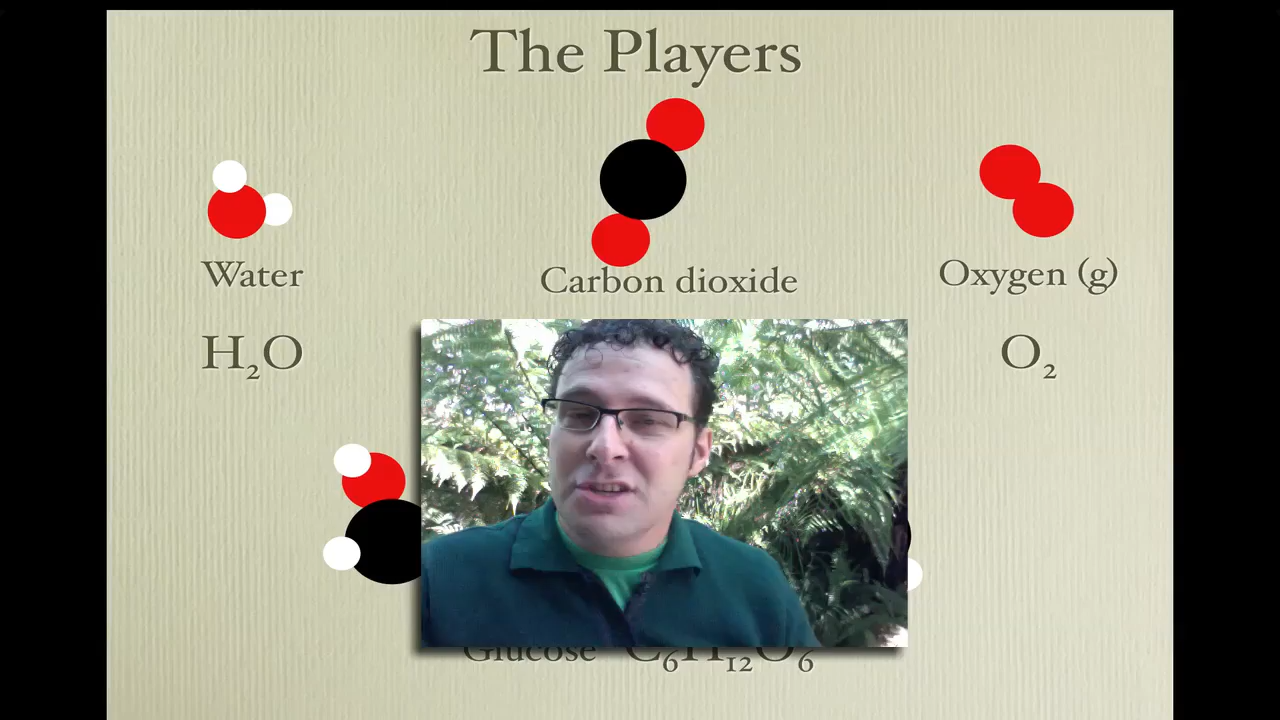 The Players
Water
Carbon dioxide
Oxygen (g)
H₂O
O₂
Glucose C₆H₁₂O₆